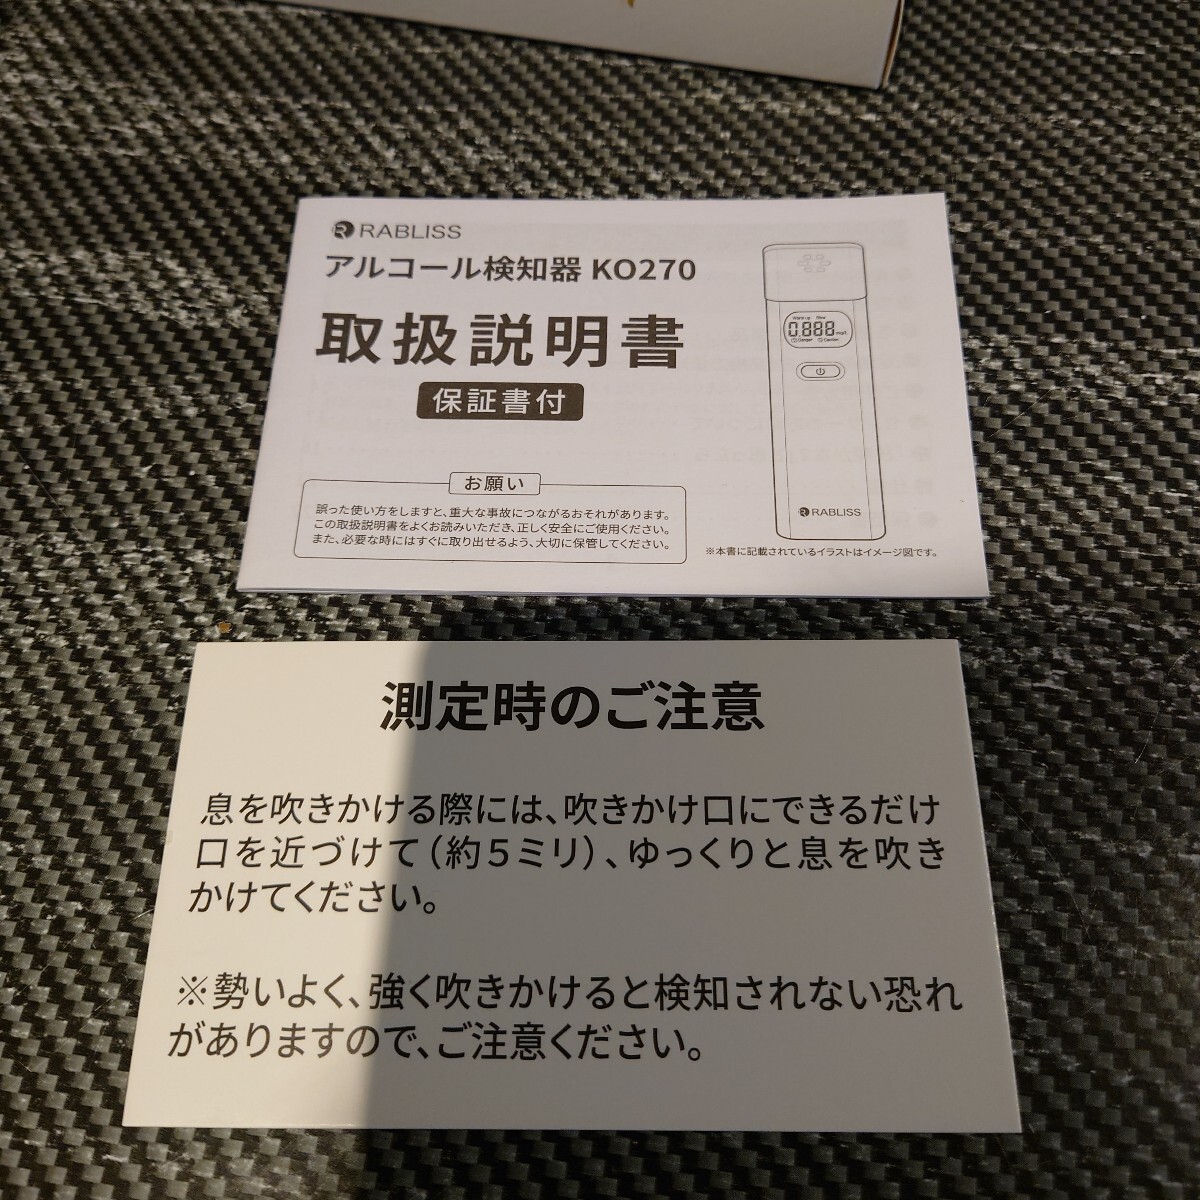 RABLISS
アルコール検知器 KO270
取扱説明書
保証書付
お願い
誤った使い方をしますと、重大な事故につながるおそれがあります。
この取扱説明書をよくお読みいただき、正しく安全にご使用ください。
また、必要な時にはすぐに取り出せるよう、大切に保管してください。
Warm up Blow
0.888 mg/L
Danger Caution
RABLISS
※本書に記載されているイラストはイメージ図です。
測定時のご注意
息を吹きかける際には、吹きかけ口にできるだけ
口を近づけて(約5ミリ)、ゆっくりと息を吹き
かけてください。
※勢いよく、強く吹きかけると検知されない恐れ
がありますので、ご注意ください。